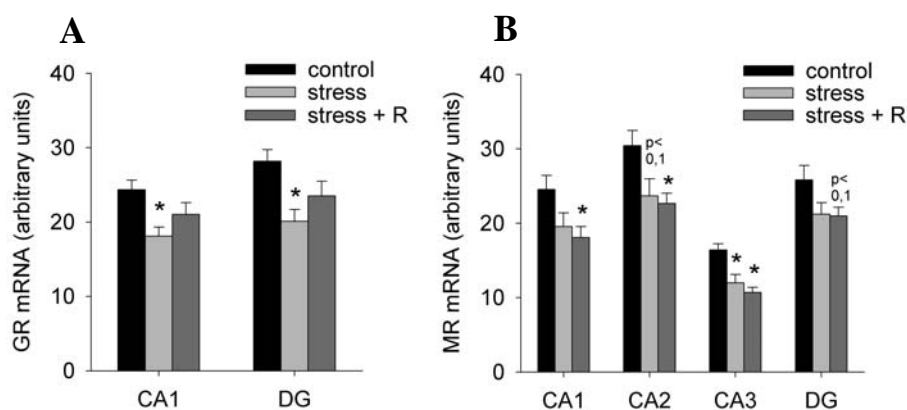 A
40
30
20
10
0
GR mRNA (arbitrary units)
control
stress
stress + R
*
*
CA1 DG
B
40
30
20
10
0
MR mRNA (arbitrary units)
control
stress
stress + R
*
p<
0,1
*
*
*
p<
0,1
CA1 CA2 CA3 DG